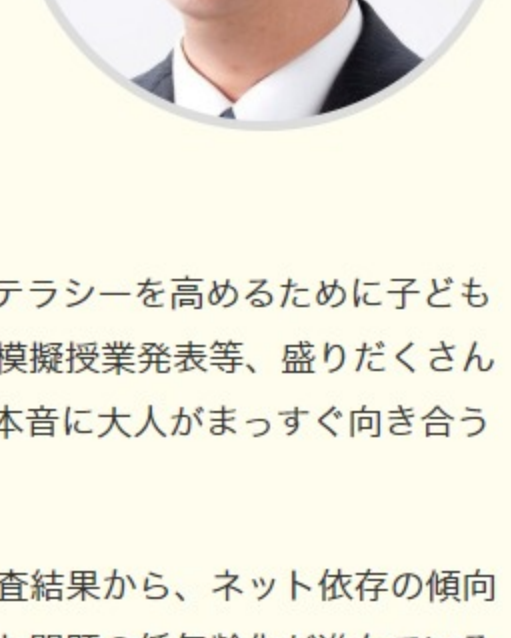 テラシーを高めるために子ども
模擬授業発表等、盛りだくさん
本音に大人がまっすぐ向き合う
査結果から、ネット依存の傾向